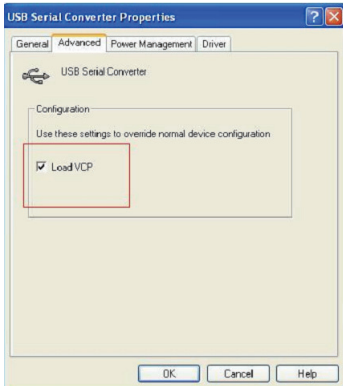 USB Serial Converter Properties
General Advanced Power Management Driver
USB Serial Converter
Configuration
Use these settings to override normal device configuration
Load VCP
OK Cancel Help